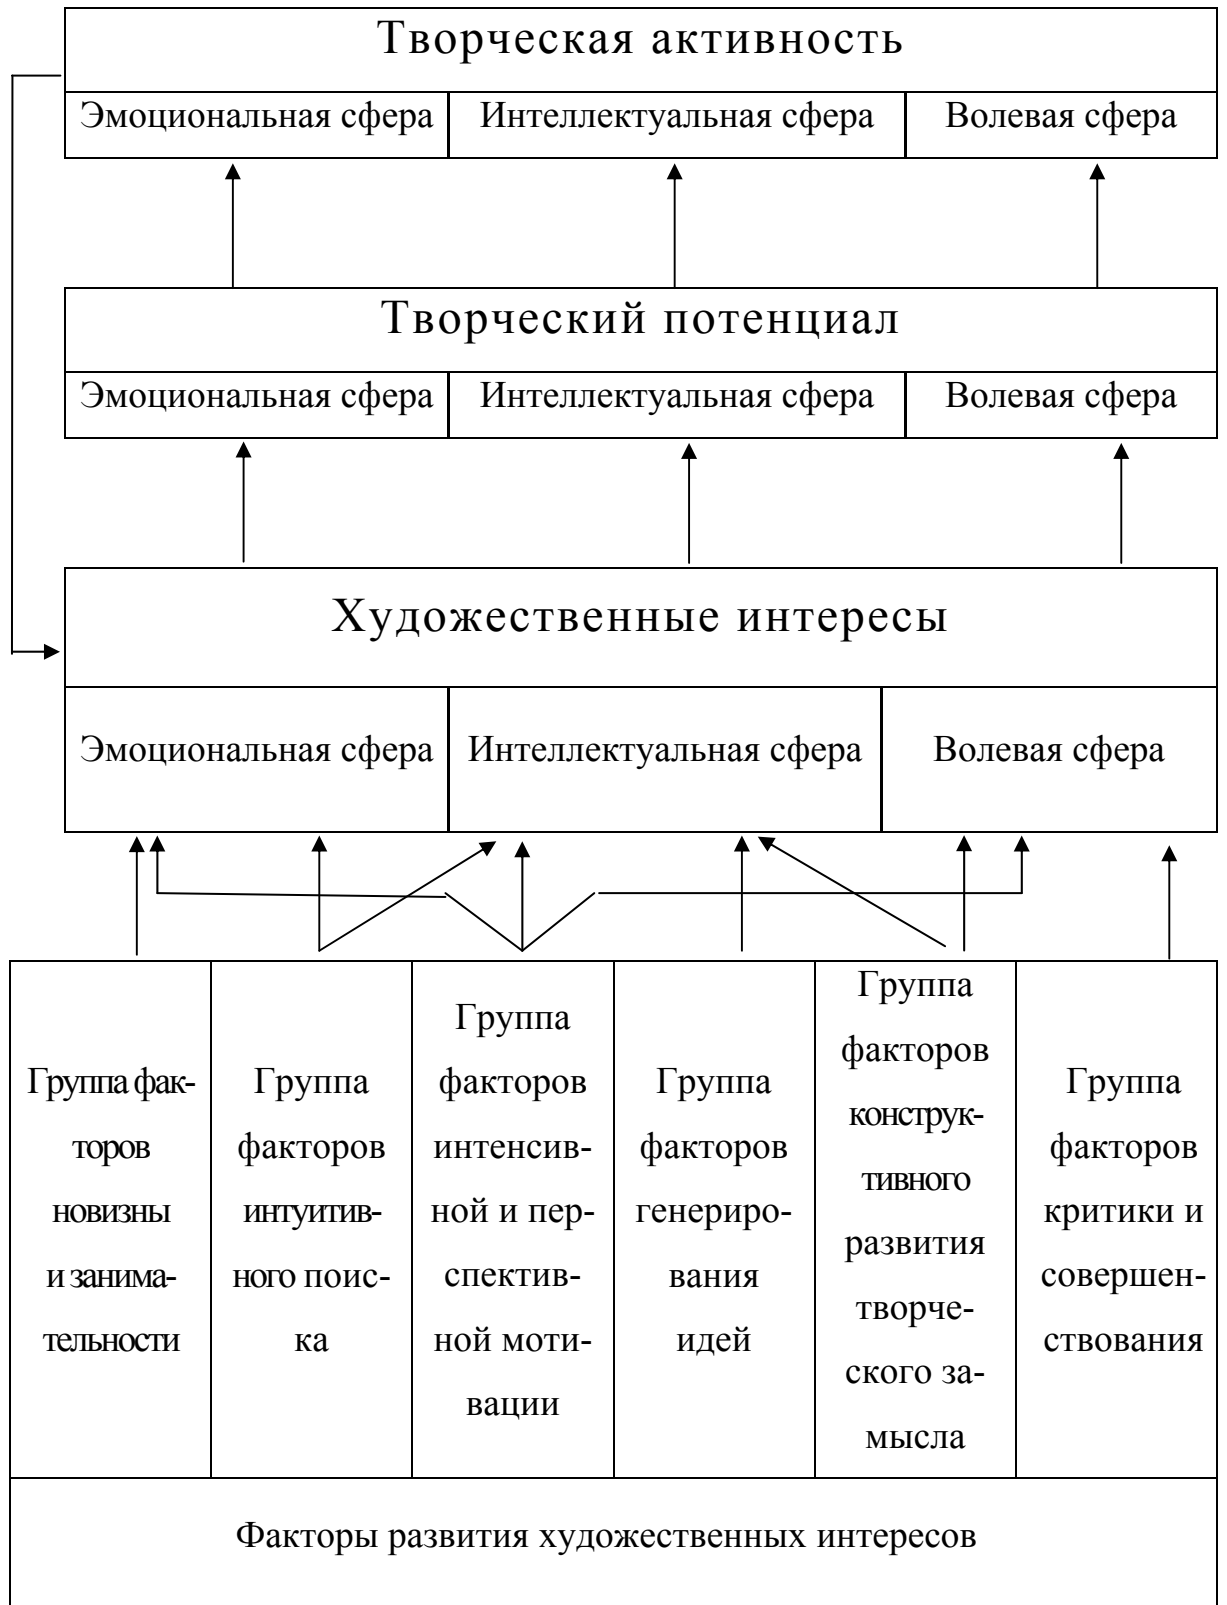 Творческая активность
Эмоциональная сфера
Интеллектуальная сфера
Волевая сфера
Творческий потенциал
Эмоциональная сфера
Интеллектуальная сфера
Волевая сфера
Художественные интересы
Эмоциональная сфера
Интеллектуальная сфера
Волевая сфера
Группа фак-
торов
новизны
и занима-
тельности
Группа
факторов
интуитив-
ного поис-
ка
Группа
факторов
интенсив-
ной и пер-
спектив-
ной моти-
вации
Группа
факторов
генериро-
вания
идей
Группа
факторов
конструк-
тивного
развития
творче-
ского за-
мысла
Группа
факторов
критики и
совершен-
ствования
Факторы развития художественных интересов